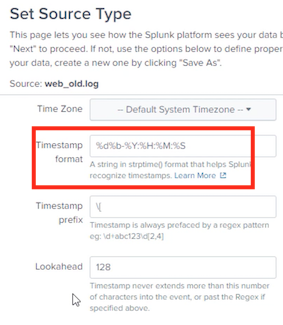 Set Source Type
This page lets you see how the Splunk platform sees your data b
"Next" to proceed. If not, use the options below to define proper
your data, create a new one by clicking "Save As".
Source: web_old.log
Time Zone
-- Default System Timezone --
Timestamp format
%d%b-%Y:%H:%M:%S
A string in strptime() format that helps Splunk
recognize timestamps. Learn More
Timestamp prefix
\[
Timestamp is always prefaced by a regex pattern
eg: \d+abc123\d[2,4]
Lookahead
128
Timestamp never extends more than this number
of characters into the event, or past the Regex if
specified above.